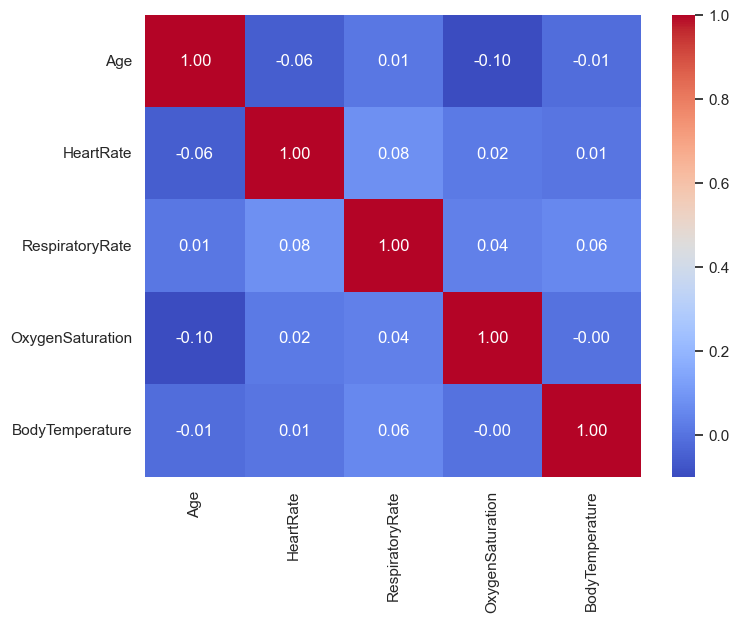 Age 1.00 -0.06 0.01 -0.10 -0.01
HeartRate -0.06 1.00 0.08 0.02 0.01
RespiratoryRate 0.01 0.08 1.00 0.04 0.06
OxygenSaturation -0.10 0.02 0.04 1.00 -0.00
BodyTemperature -0.01 0.01 0.06 -0.00 1.00
Age
HeartRate
RespiratoryRate
OxygenSaturation
BodyTemperature
1.0
0.8
0.6
0.4
0.2
0.0